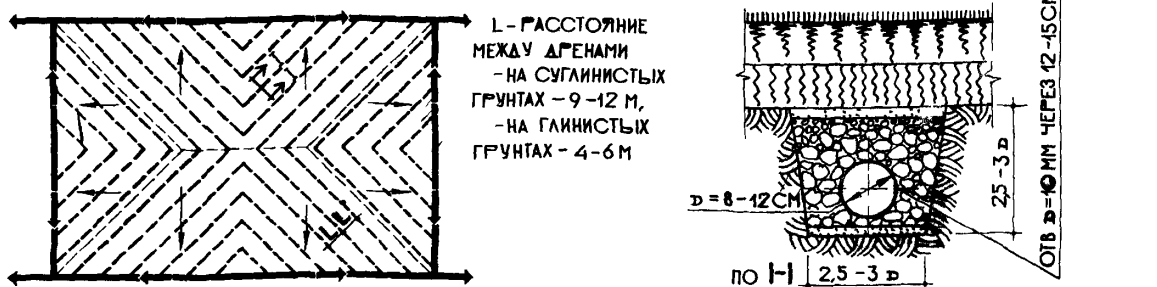 L - РАССТОЯНИЕ
МЕЖДУ ДРЕНАМИ
- НА СУГЛИНИСТЫХ
ГРУНТАХ - 9-12 М,
- НА ГЛИНИСТЫХ
ГРУНТАХ - 4-6 М
I
I
L
L
D = 8-12 СМ
ПО I-I
2,5-3 D
2,5-3 D
ОТВ D=10 ММ ЧЕРЕЗ 12-15 СМ